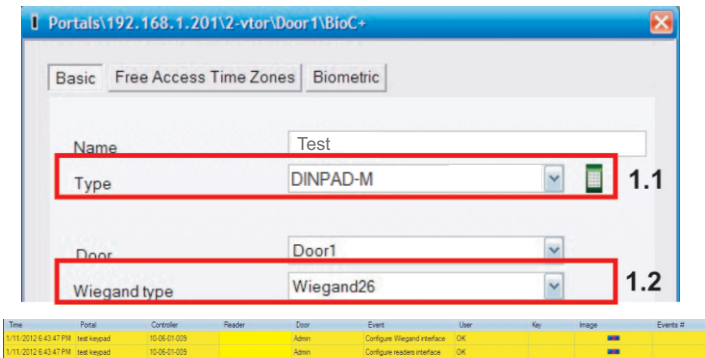 Portals\192.168.1.201\2-vtor\Door1\BioC+
Basic Free Access Time Zones Biometric
Name Test
Type DINPAD-M 1.1
Door Door1
Wiegand type Wiegand26 1.2
Time Portal Controller Reader Door Event User Key Image Events #
1/11/2012 6:43:47 PM test keypad 10-06-01-009 Admin Configure Wiegand interface OK
1/11/2012 6:43:47 PM test keypad 10-06-01-009 Admin Configure readers interface OK